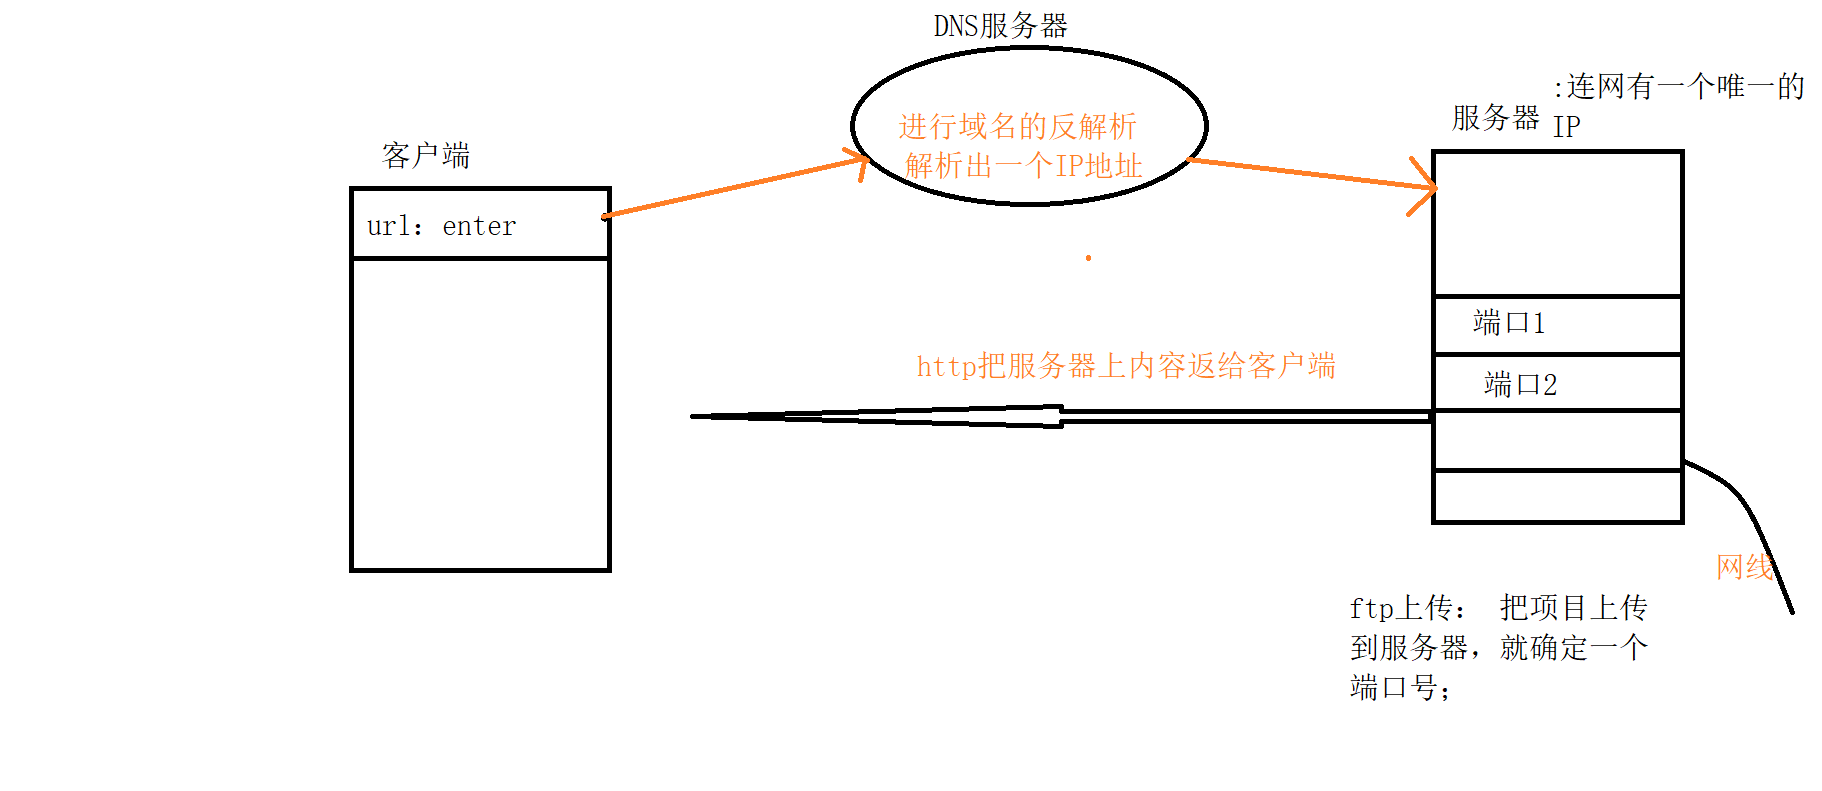 DNS服务器
:连网有一个唯一的
IP
服务器
客户端
进行域名的反解析
解析出一个IP地址
url: enter
端口1
http把服务器上内容返给客户端
端口2
网线
ftp上传: 把项目上传
到服务器，就确定一个
端口号；